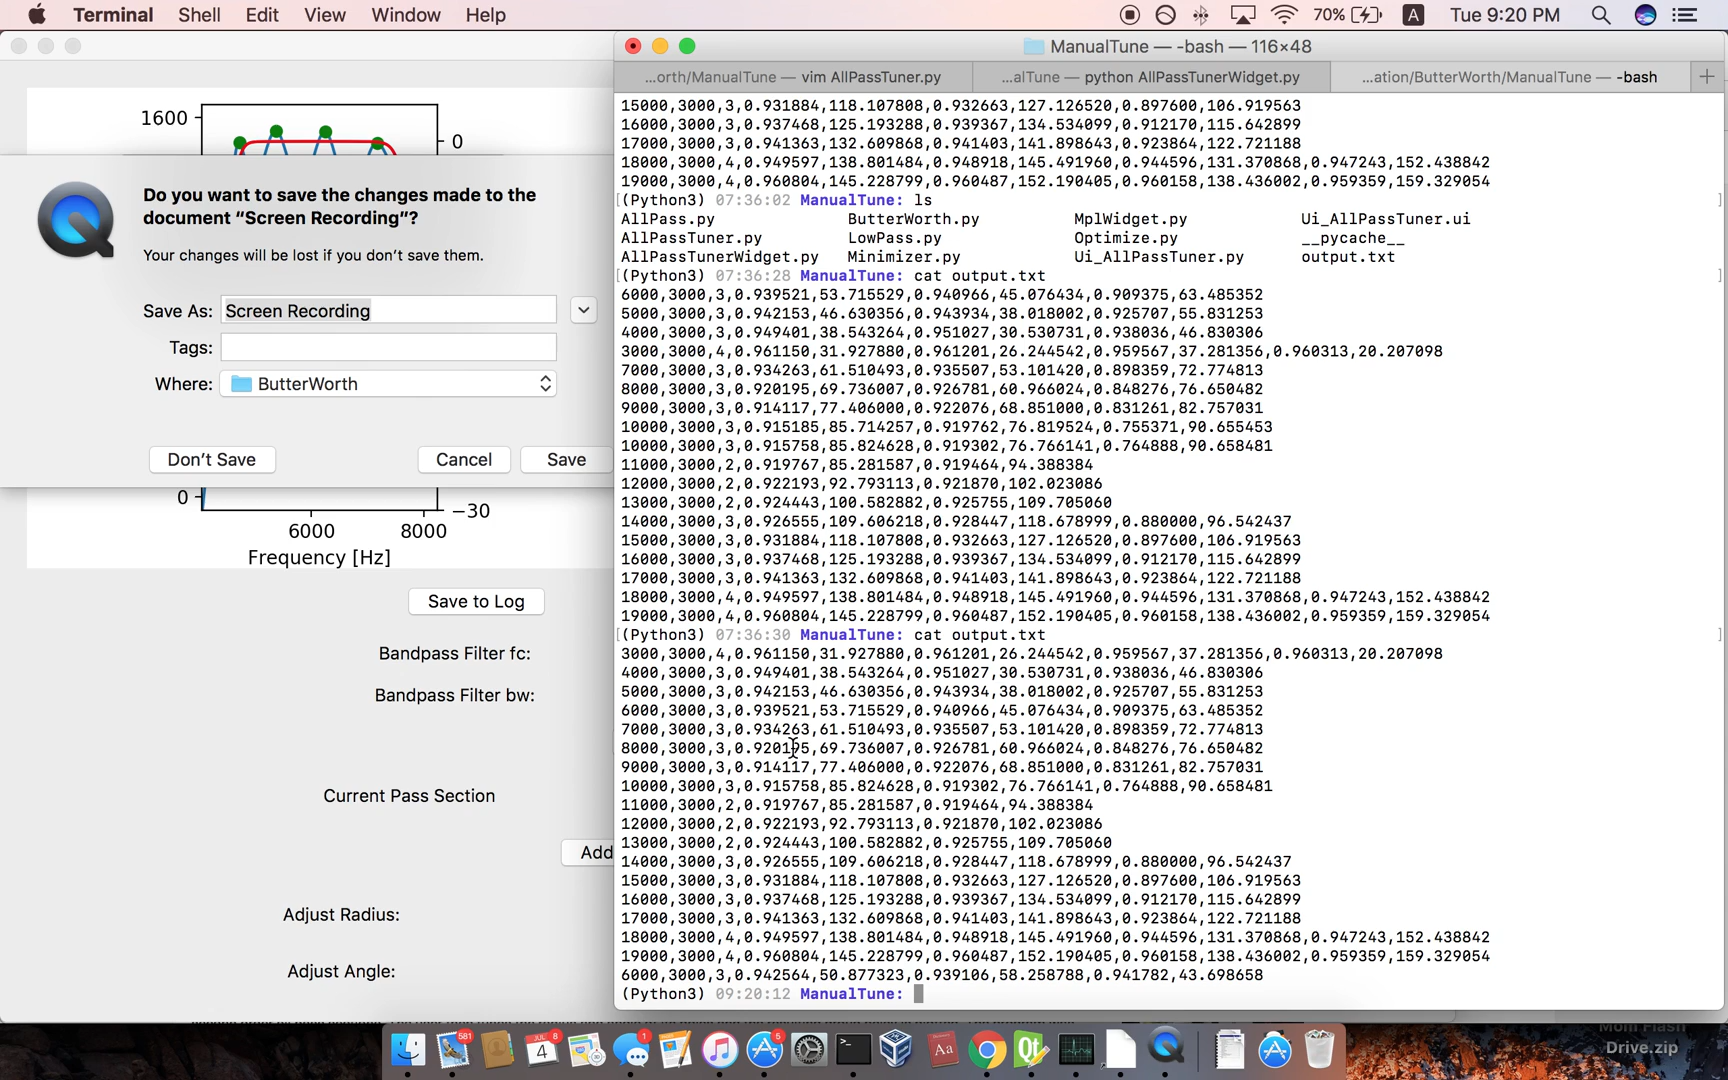 Terminal Shell Edit View Window Help
70% A Tue 9:20 PM
ManualTune — -bash — 116×48
...orth/ManualTune — vim AllPassTuner.py ...alTune — python AllPassTunerWidget.py ...ation/ButterWorth/ManualTune — -bash +
1600
0
Do you want to save the changes made to the
document “Screen Recording”?
Your changes will be lost if you don’t save them.
Save As: Screen Recording
Tags:
Where: ButterWorth
Don’t Save Cancel Save
0
−30
6000 8000
Frequency [Hz]
Save to Log
Bandpass Filter fc:
Bandpass Filter bw:
Current Pass Section
Add
Adjust Radius:
Adjust Angle:
15000,3000,3,0.931884,118.107808,0.932663,127.126520,0.897600,106.919563
16000,3000,3,0.937468,125.193288,0.939367,134.534099,0.912170,115.642899
17000,3000,3,0.941363,132.609868,0.941403,141.898643,0.923864,122.721188
18000,3000,4,0.949597,138.801484,0.948918,145.491960,0.944596,131.370868,0.947243,152.438842
19000,3000,4,0.960804,145.228799,0.960487,152.190405,0.960158,138.436002,0.959359,159.329054
[(Python3) 07:36:02 ManualTune: ls ]
AllPass.py ButterWorth.py MplWidget.py Ui_AllPassTuner.ui
AllPassTuner.py LowPass.py Optimize.py __pycache__
AllPassTunerWidget.py Minimizer.py Ui_AllPassTuner.py output.txt
[(Python3) 07:36:28 ManualTune: cat output.txt ]
6000,3000,3,0.939521,53.715529,0.940966,45.076434,0.909375,63.485352
5000,3000,3,0.942153,46.630356,0.943934,38.018002,0.925707,55.831253
4000,3000,3,0.949401,38.543264,0.951027,30.530731,0.938036,46.830306
3000,3000,4,0.961150,31.927880,0.961201,26.244542,0.959567,37.281356,0.960313,20.207098
7000,3000,3,0.934263,61.510493,0.935507,53.101420,0.898359,72.774813
8000,3000,3,0.920195,69.736007,0.926781,60.966024,0.848276,76.650482
9000,3000,3,0.914117,77.406000,0.922076,68.851000,0.831261,82.757031
10000,3000,3,0.915185,85.714257,0.919762,76.819524,0.755371,90.655453
10000,3000,3,0.915758,85.824628,0.919302,76.766141,0.764888,90.658481
11000,3000,2,0.919767,85.281587,0.919464,94.388384
12000,3000,2,0.922193,92.793113,0.921870,102.023086
13000,3000,2,0.924443,100.582882,0.925755,109.705060
14000,3000,3,0.926555,109.606218,0.928447,118.678999,0.880000,96.542437
15000,3000,3,0.931884,118.107808,0.932663,127.126520,0.897600,106.919563
16000,3000,3,0.937468,125.193288,0.939367,134.534099,0.912170,115.642899
17000,3000,3,0.941363,132.609868,0.941403,141.898643,0.923864,122.721188
18000,3000,4,0.949597,138.801484,0.948918,145.491960,0.944596,131.370868,0.947243,152.438842
19000,3000,4,0.960804,145.228799,0.960487,152.190405,0.960158,138.436002,0.959359,159.329054
[(Python3) 07:36:30 ManualTune: cat output.txt ]
3000,3000,4,0.961150,31.927880,0.961201,26.244542,0.959567,37.281356,0.960313,20.207098
4000,3000,3,0.949401,38.543264,0.951027,30.530731,0.938036,46.830306
5000,3000,3,0.942153,46.630356,0.943934,38.018002,0.925707,55.831253
6000,3000,3,0.939521,53.715529,0.940966,45.076434,0.909375,63.485352
7000,3000,3,0.934263,61.510493,0.935507,53.101420,0.898359,72.774813
8000,3000,3,0.920195,69.736007,0.926781,60.966024,0.848276,76.650482
9000,3000,3,0.914117,77.406000,0.922076,68.851000,0.831261,82.757031
10000,3000,3,0.915758,85.824628,0.919302,76.766141,0.764888,90.658481
11000,3000,2,0.919767,85.281587,0.919464,94.388384
12000,3000,2,0.922193,92.793113,0.921870,102.023086
13000,3000,2,0.924443,100.582882,0.925755,109.705060
14000,3000,3,0.926555,109.606218,0.928447,118.678999,0.880000,96.542437
15000,3000,3,0.931884,118.107808,0.932663,127.126520,0.897600,106.919563
16000,3000,3,0.937468,125.193288,0.939367,134.534099,0.912170,115.642899
17000,3000,3,0.941363,132.609868,0.941403,141.898643,0.923864,122.721188
18000,3000,4,0.949597,138.801484,0.948918,145.491960,0.944596,131.370868,0.947243,152.438842
19000,3000,4,0.960804,145.228799,0.960487,152.190405,0.960158,138.436002,0.959359,159.329054
6000,3000,3,0.942564,50.877323,0.939106,58.258788,0.941782,43.698658
(Python3) 09:20:12 ManualTune:
Mom Flash
Drive.zip
581 JUL 8 4 1 5 Aa Qt